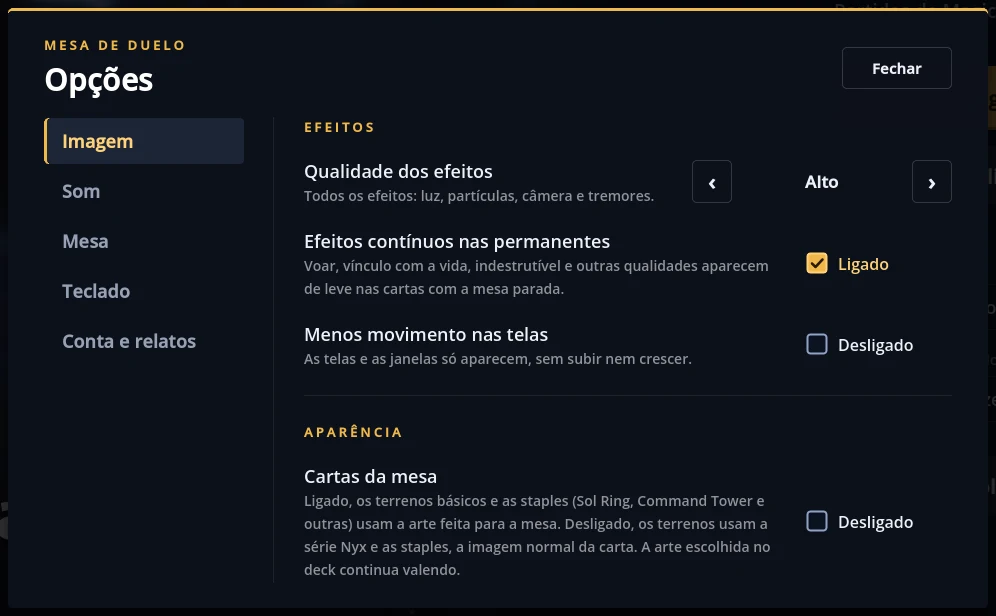 MESA DE DUELO
Opções
Fechar
Imagem
Som
Mesa
Teclado
Conta e relatos
EFEITOS
Qualidade dos efeitos
Todos os efeitos: luz, partículas, câmera e tremores.
‹
Alto
›
Efeitos contínuos nas permanentes
Voar, vínculo com a vida, indestrutível e outras qualidades aparecem
de leve nas cartas com a mesa parada.
Ligado
Menos movimento nas telas
As telas e as janelas só aparecem, sem subir nem crescer.
Desligado
APARÊNCIA
Cartas da mesa
Ligado, os terrenos básicos e as staples (Sol Ring, Command Tower e
outras) usam a arte feita para a mesa. Desligado, os terrenos usam a
série Nyx e as staples, a imagem normal da carta. A arte escolhida no
deck continua valendo.
Desligado